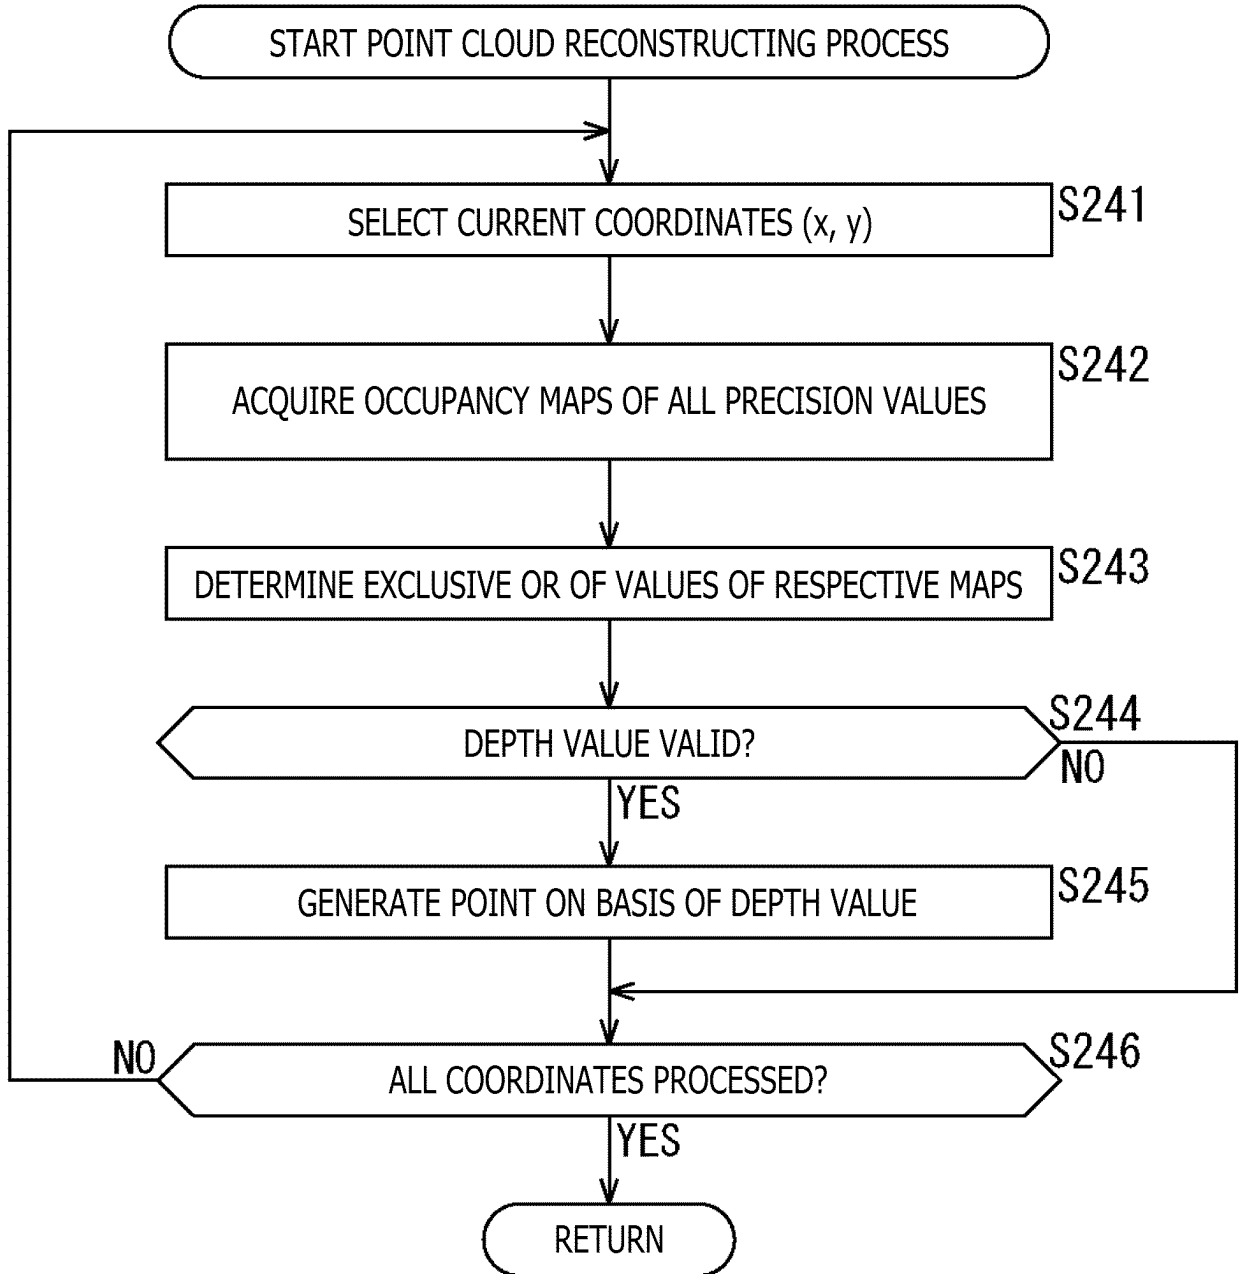 START POINT CLOUD RECONSTRUCTING PROCESS
SELECT CURRENT COORDINATES (x, y)
S241
ACQUIRE OCCUPANCY MAPS OF ALL PRECISION VALUES
S242
DETERMINE EXCLUSIVE OR OF VALUES OF RESPECTIVE MAPS
S243
DEPTH VALUE VALID?
S244
NO
YES
GENERATE POINT ON BASIS OF DEPTH VALUE
S245
NO
ALL COORDINATES PROCESSED?
S246
YES
RETURN